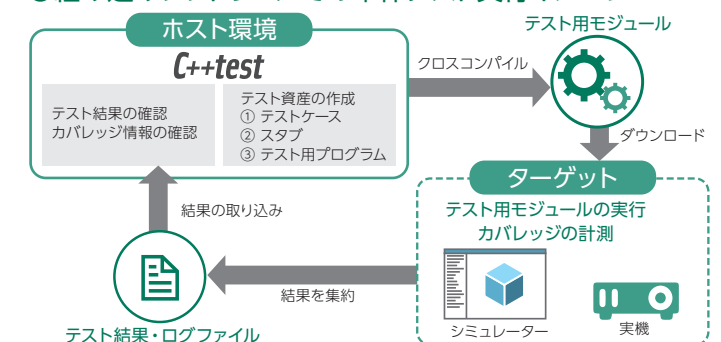 ホスト環境
テスト用モジュール
C++test
クロスコンパイル
テスト結果の確認
カバレッジ情報の確認
テスト資産の作成
① テストケース
② スタブ
③ テスト用プログラム
ダウンロード
ターゲット
テスト用モジュールの実行
カバレッジの計測
結果の取り込み
結果を集約
シミュレーター
実機
テスト結果・ログファイル